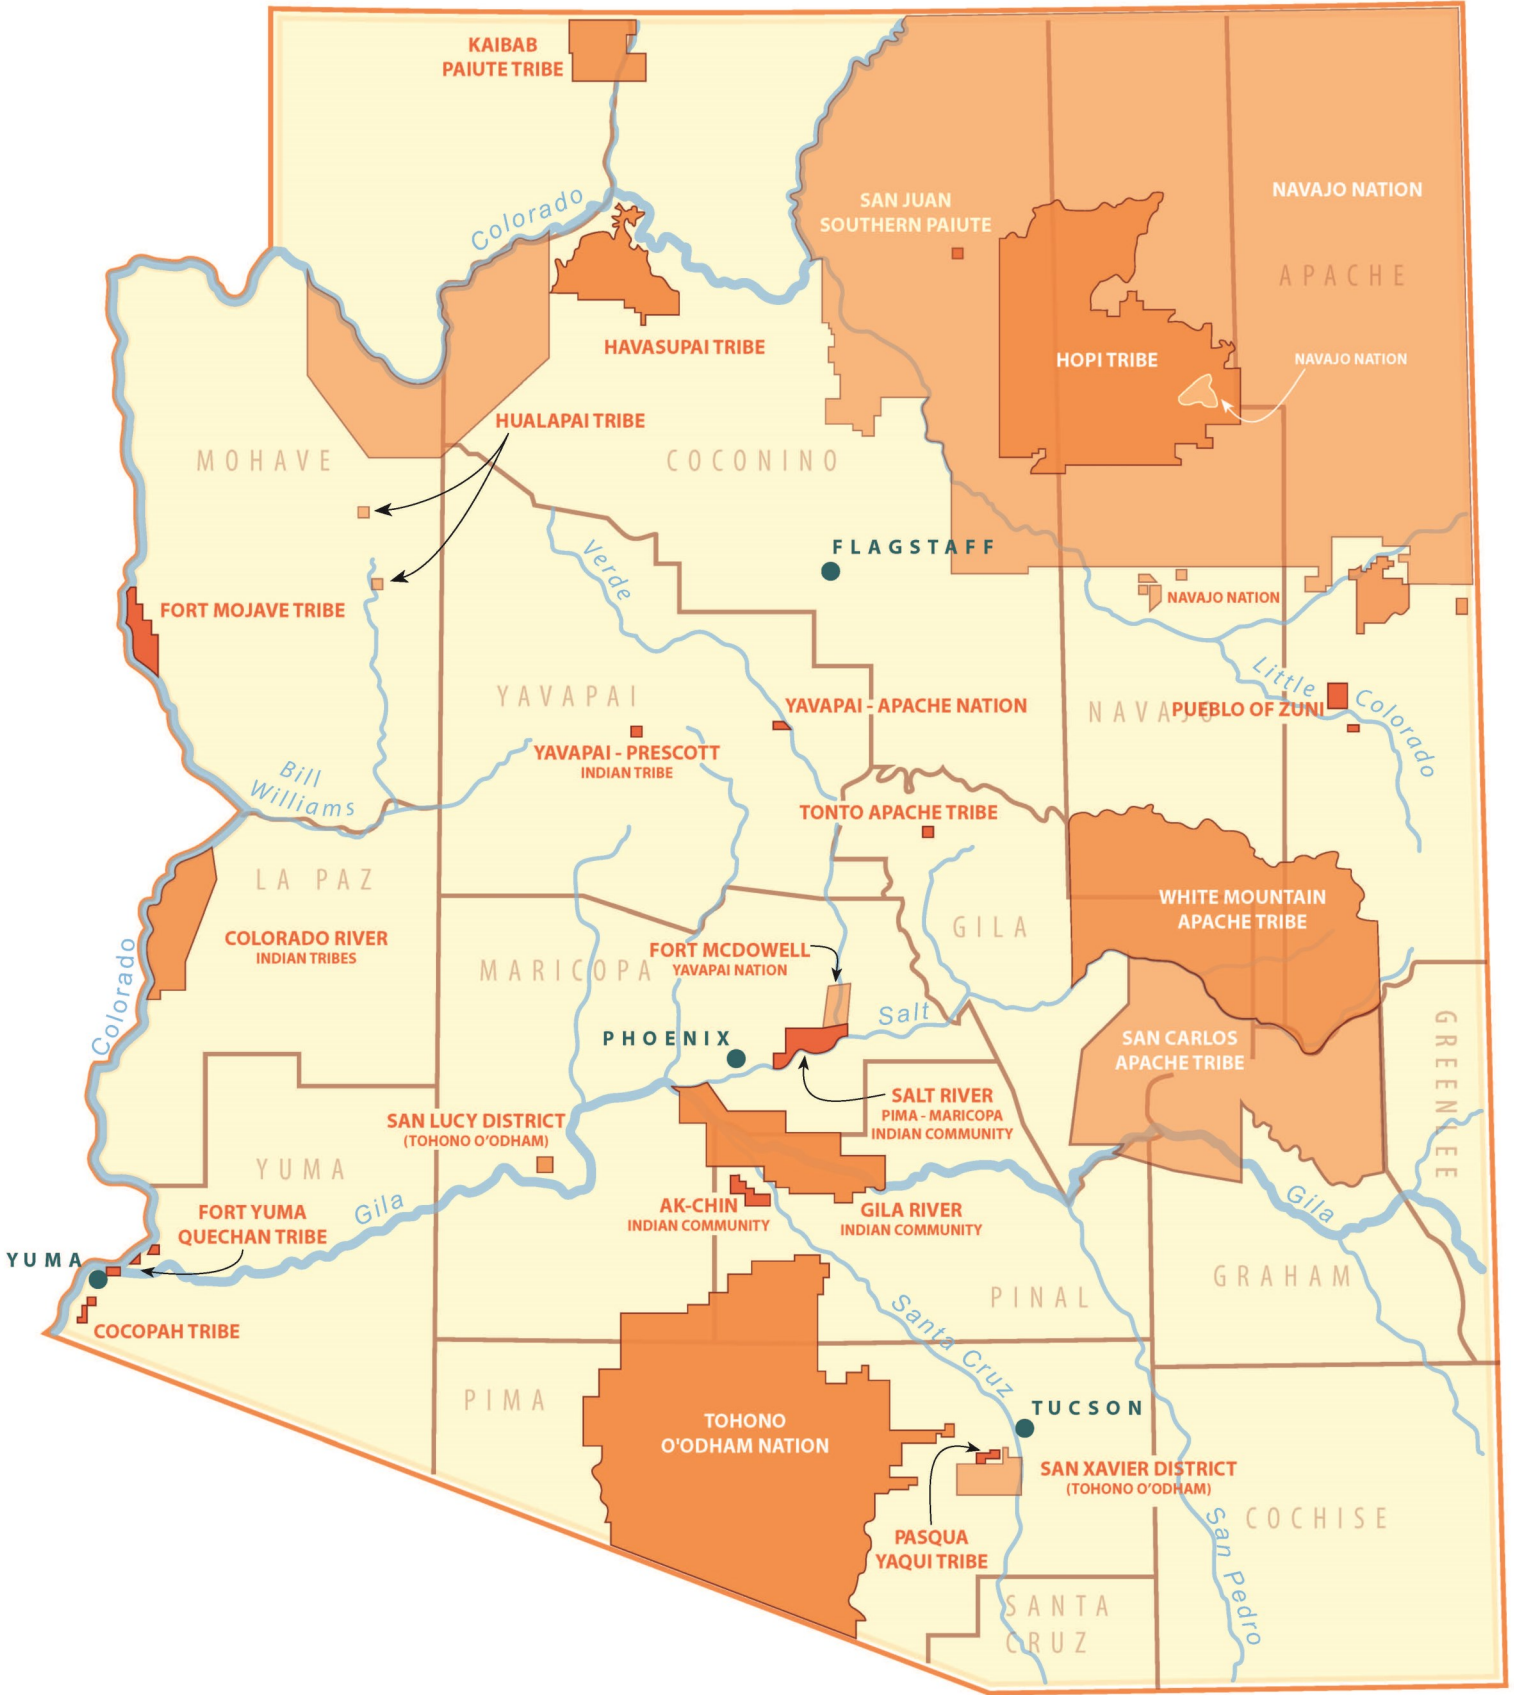 KAIBAB
PAIUTE TRIBE
Colorado
SAN JUAN
SOUTHERN PAIUTE
NAVAJO NATION
APACHE
HAVASUPAI TRIBE
HOPI TRIBE
NAVAJO NATION
HUALAPAI TRIBE
MOHAVE
COCONINO
FLAGSTAFF
Verde
NAVAJO NATION
FORT MOJAVE TRIBE
Little
Colorado
YAVAPAI
YAVAPAI - APACHE NATION
NAVAJO
PUEBLO OF ZUNI
YAVAPAI - PRESCOTT
INDIAN TRIBE
Bill
Williams
TONTO APACHE TRIBE
LA PAZ
WHITE MOUNTAIN
APACHE TRIBE
GILA
COLORADO RIVER
INDIAN TRIBES
FORT MCDOWELL
YAVAPAI NATION
MARICOPA
Colorado
Salt
PHOENIX
SAN CARLOS
APACHE TRIBE
GREENLEE
SALT RIVER
PIMA - MARICOPA
INDIAN COMMUNITY
SAN LUCY DISTRICT
(TOHONO O'ODHAM)
YUMA
Gila
AK-CHIN
INDIAN COMMUNITY
GILA RIVER
INDIAN COMMUNITY
Gila
FORT YUMA
QUECHAN TRIBE
YUMA
GRAHAM
PINAL
COCOPAH TRIBE
Santa Cruz
PIMA
TOHONO
O'ODHAM NATION
TUCSON
SAN XAVIER DISTRICT
(TOHONO O'ODHAM)
COCHISE
PASQUA
YAQUI TRIBE
San Pedro
SANTA
CRUZ